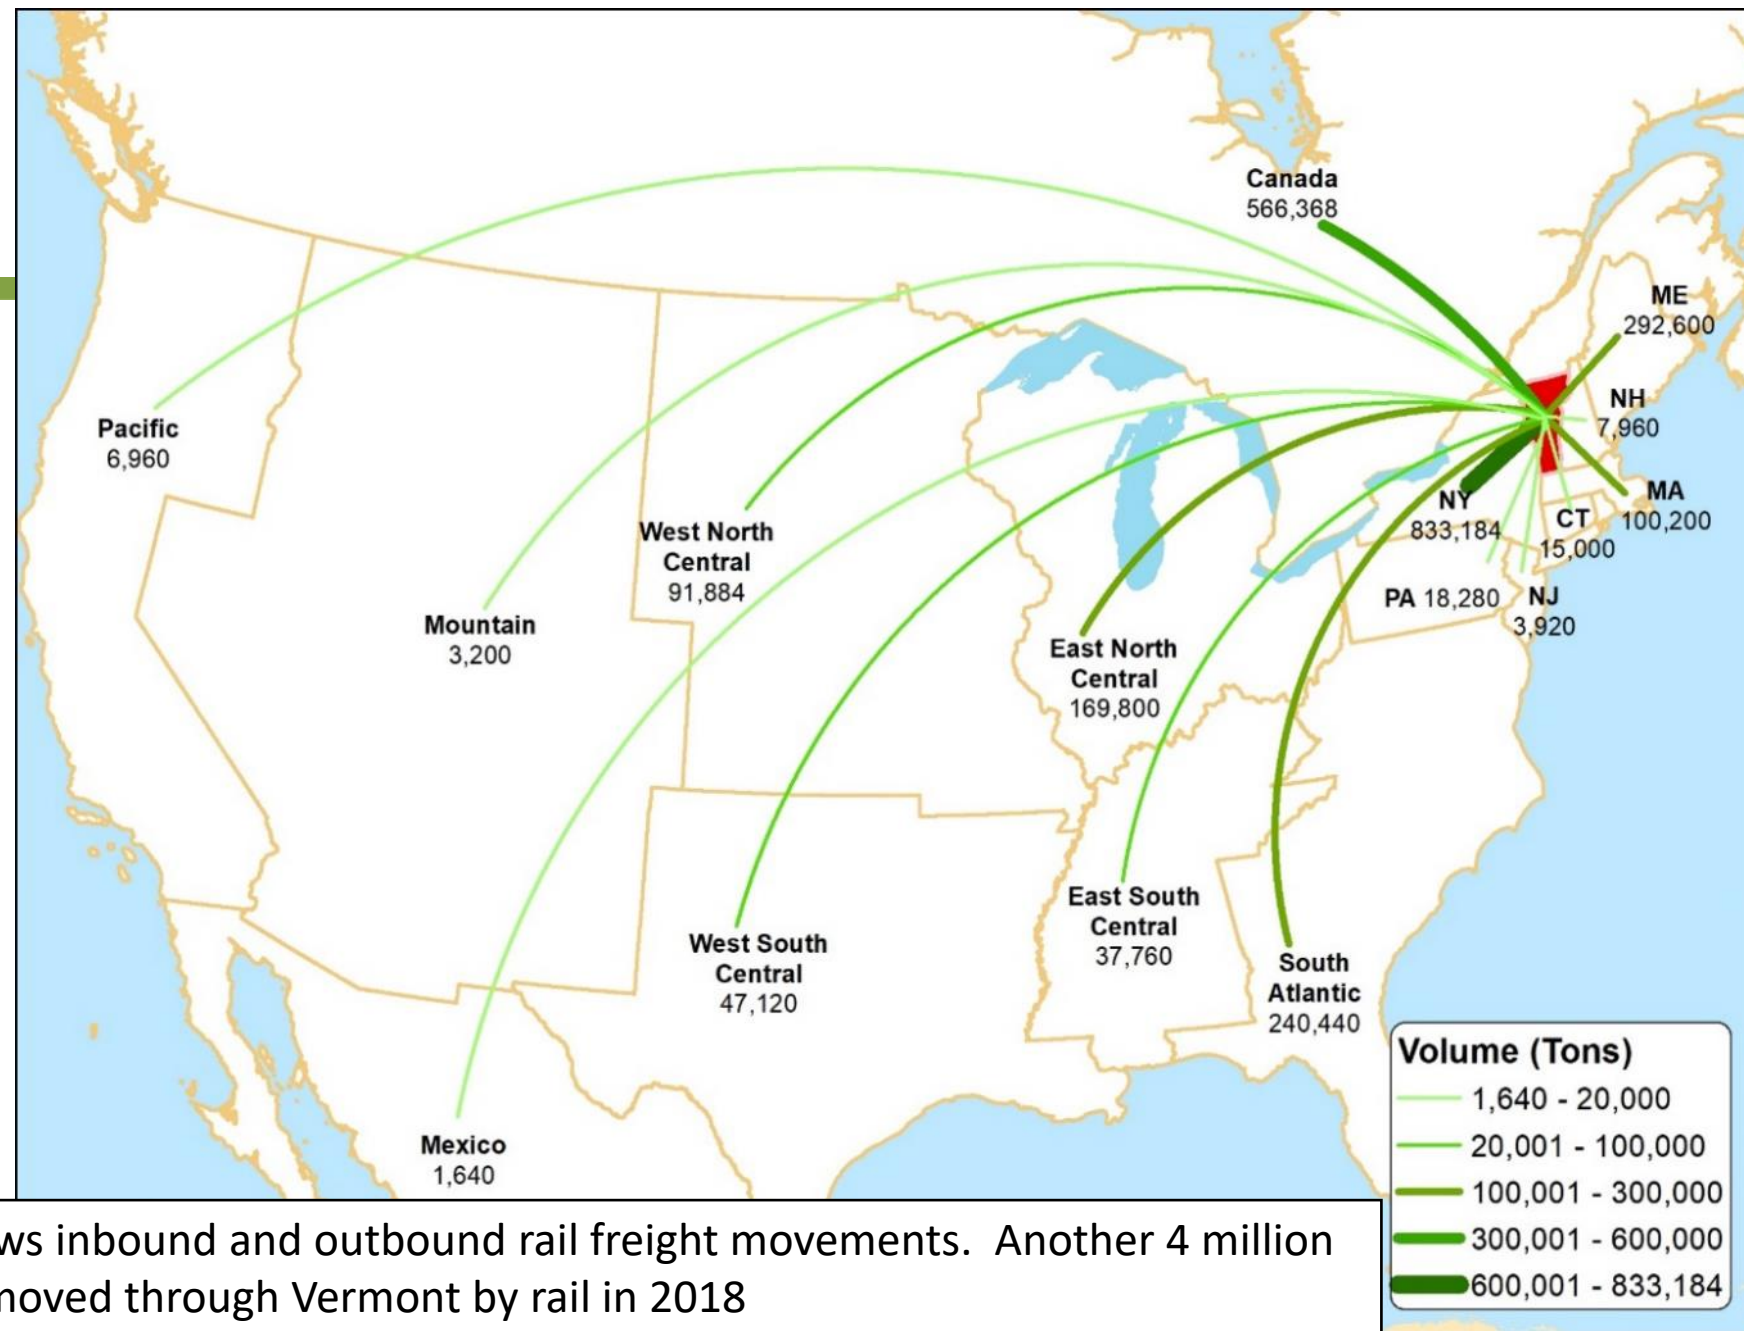 Canada
566,368
ME
292,600
NH
7,960
Pacific
6,960
MA
100,200
NY
833,184
CT
15,000
West North
Central
91,884
PA 18,280
NJ
3,920
Mountain
3,200
East North
Central
169,800
East South
Central
37,760
West South
Central
47,120
South
Atlantic
240,440
Mexico
1,640
Volume (Tons)
1,640 - 20,000
20,001 - 100,000
100,001 - 300,000
300,001 - 600,000
600,001 - 833,184
inbound and outbound rail freight movements. Another 4 million
through Vermont by rail in 2018